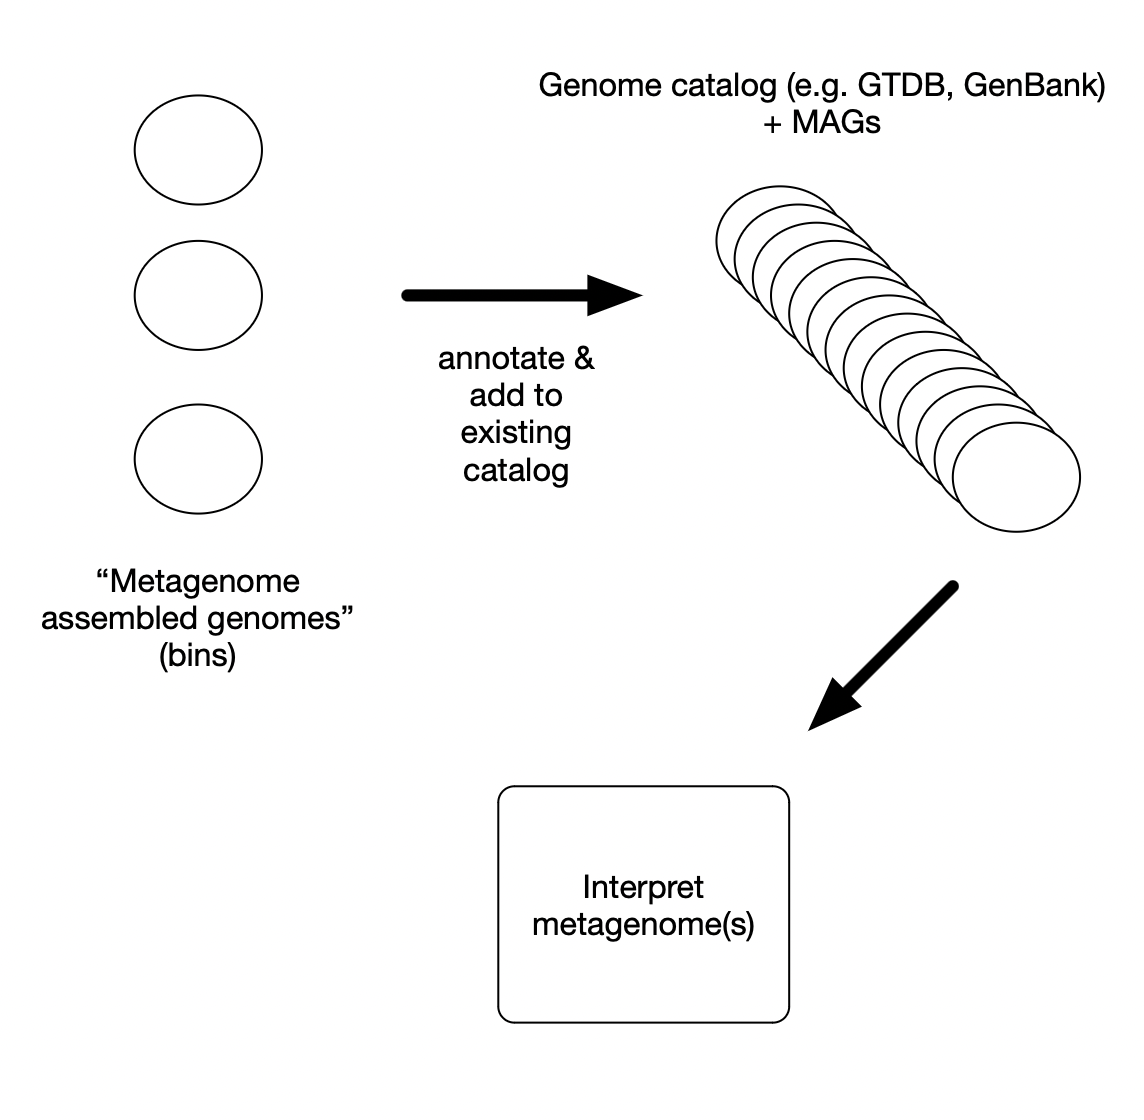 Genome catalog (e.g. GTDB, GenBank)
+ MAGs
annotate &
add to
existing
catalog
“Metagenome
assembled genomes”
(bins)
Interpret
metagenome(s)